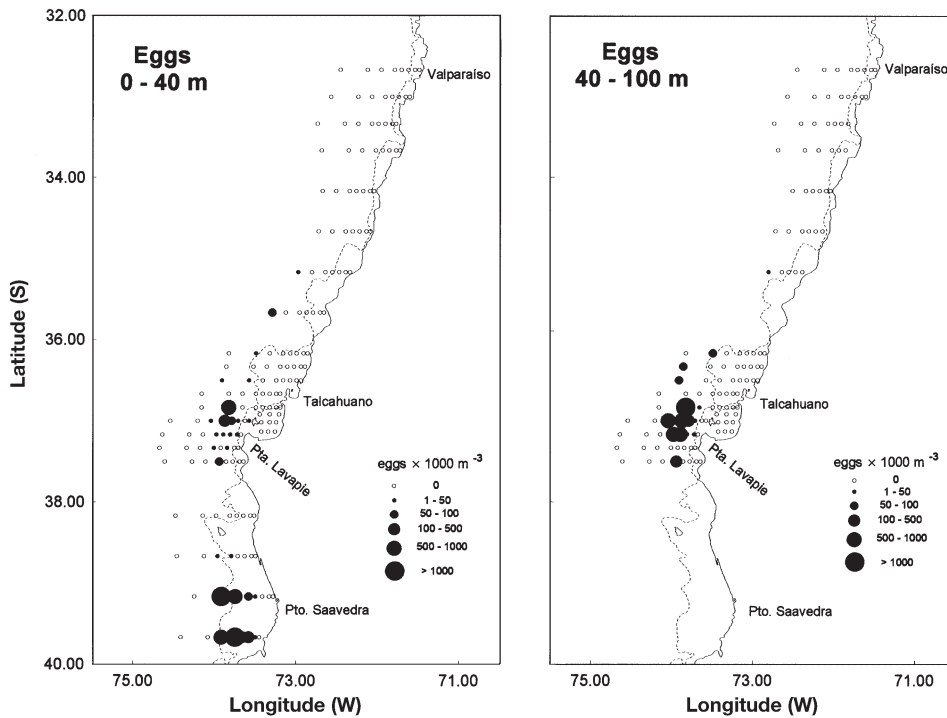 Eggs
0 - 40 m
32.00
34.00
36.00
38.00
40.00
Latitude (S)
Valparaíso
Talcahuano
Pta. Lavapie
Pto. Saavedra
eggs × 1000 m -3
0
1 - 50
50 - 100
100 - 500
500 - 1000
> 1000
75.00
73.00
71.00
Longitude (W)
Eggs
40 - 100 m
Valparaíso
Talcahuano
Pta. Lavapie
Pto. Saavedra
eggs × 1000 m -3
0
1 - 50
50 - 100
100 - 500
500 - 1000
> 1000
75.00
73.00
71.00
Longitude (W)